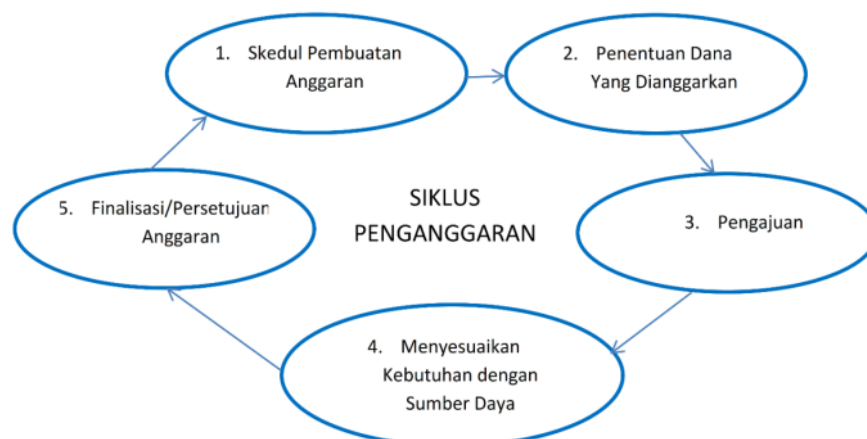 1. Skedul Pembuatan
Anggaran
2. Penentuan Dana
Yang Dianggarkan
3. Pengajuan
4. Menyesuaikan
Kebutuhan dengan
Sumber Daya
5. Finalisasi/Persetujuan
Anggaran
SIKLUS
PENGANGGARAN